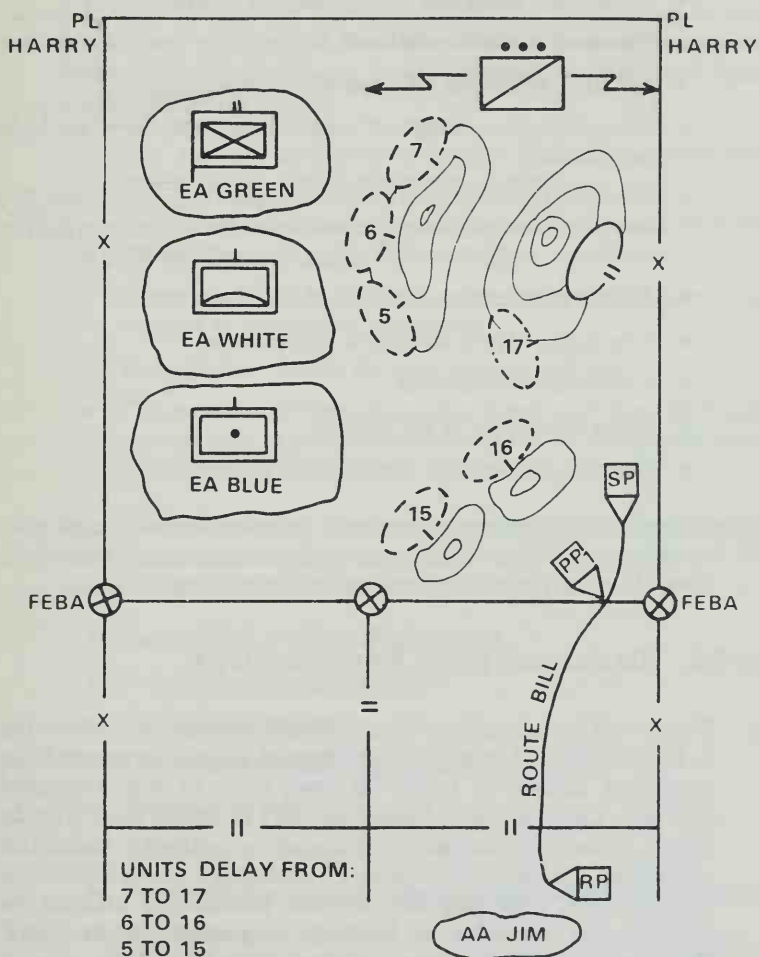 PL
HARRY
PL
HARRY
7
EA GREEN
6
X
X
5
EA WHITE
17
16
SP
EA BLUE
15
PP1
FEBA
FEBA
ROUTE BILL
X
X
UNITS DELAY FROM:
7 TO 17
6 TO 16
5 TO 15
RP
AA JIM